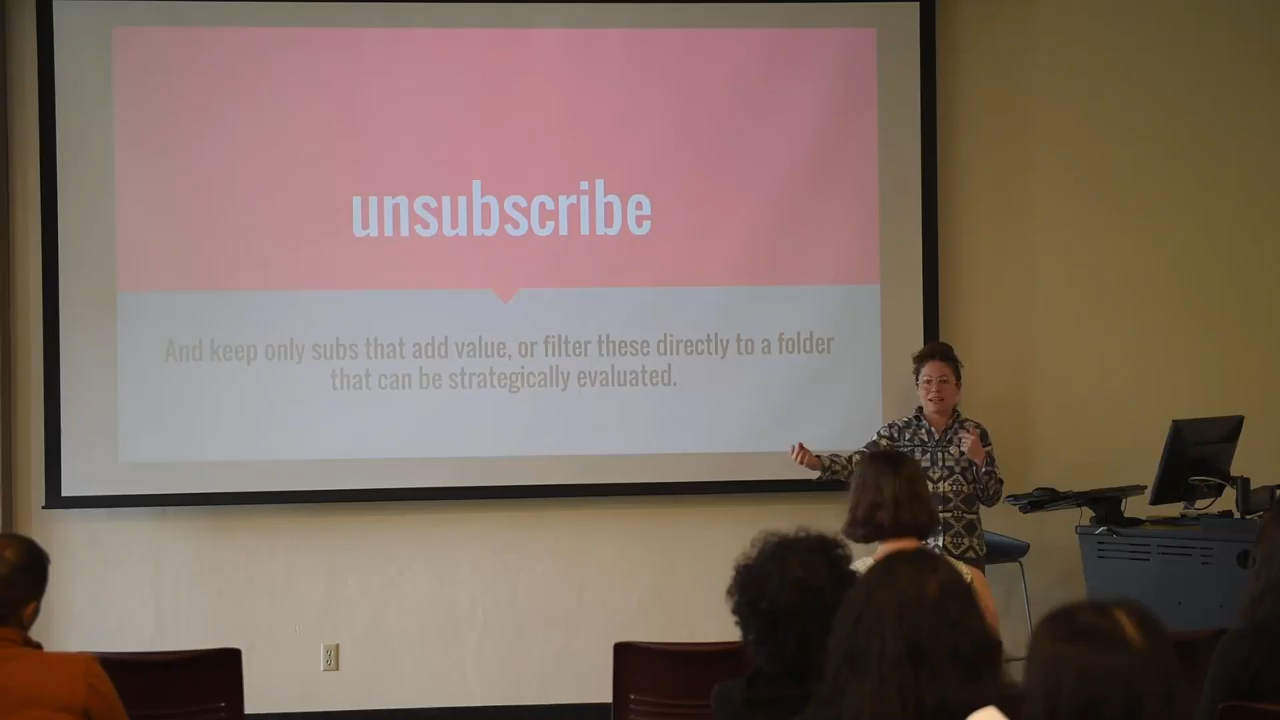 unsubscribe
And keep only subs that add value, or filter these directly to a folder
that can be strategically evaluated.